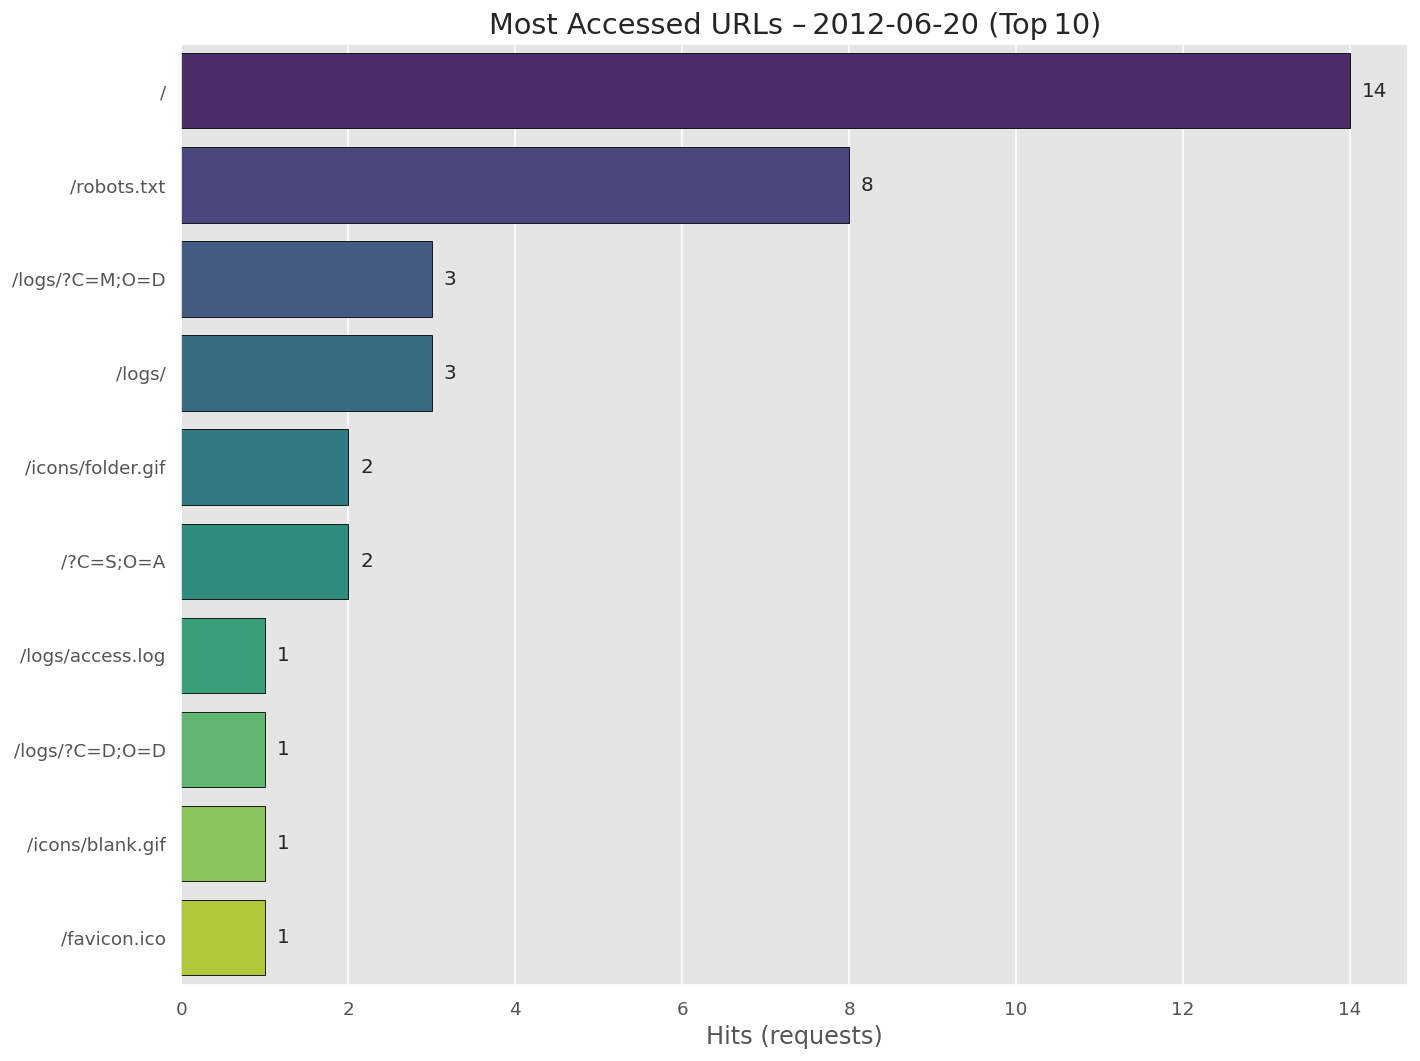 Most Accessed URLs – 2012‑06‑20 (Top 10)
/ 14
/robots.txt 8
/logs/?C=M;O=D 3
/logs/ 3
/icons/folder.gif 2
/?C=S;O=A 2
/logs/access.log 1
/logs/?C=D;O=D 1
/icons/blank.gif 1
/favicon.ico 1
0 2 4 6 8 10 12 14
Hits (requests)